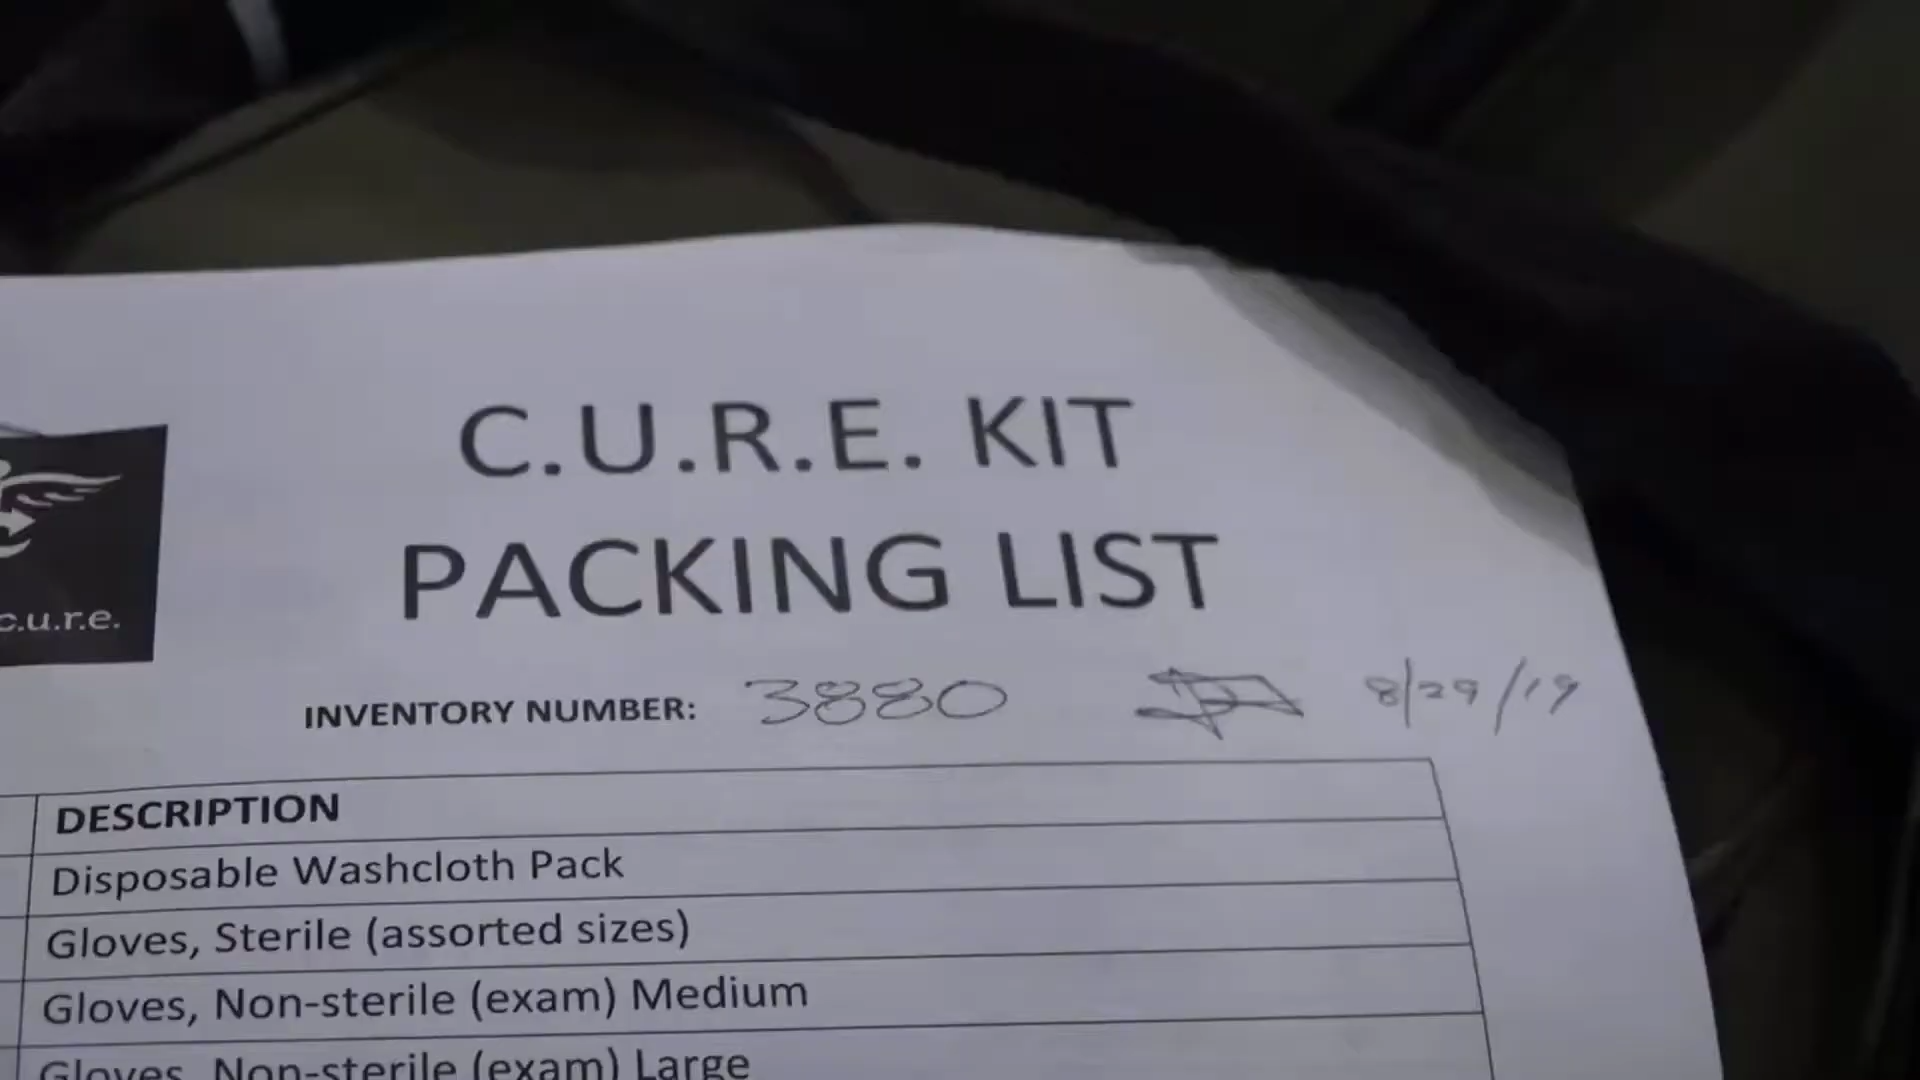 C.U.R.E. KIT
PACKING LIST
c.u.r.e.
INVENTORY NUMBER: 3880 8/29/19
DESCRIPTION
Disposable Washcloth Pack
Gloves, Sterile (assorted sizes)
Gloves, Non-sterile (exam) Medium
Gloves, Non-sterile (exam) Large